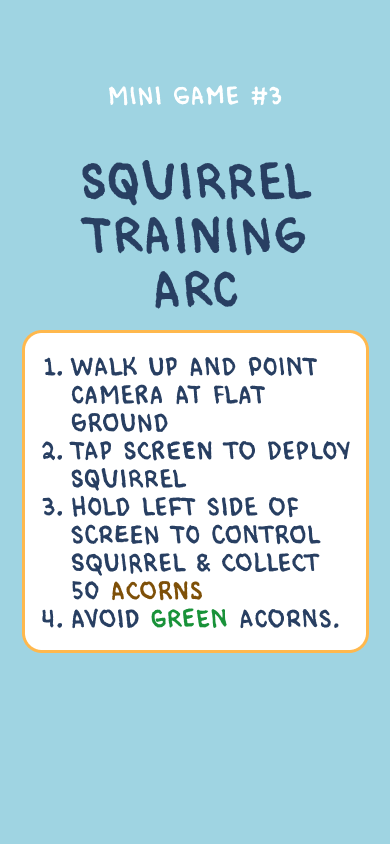 MINI GAME #3
SQUIRREL
TRAINING
ARC
1. WALK UP AND POINT
CAMERA AT FLAT
GROUND
2. TAP SCREEN TO DEPLOY
SQUIRREL
3. HOLD LEFT SIDE OF
SCREEN TO CONTROL
SQUIRREL & COLLECT
50 ACORNS
4. AVOID GREEN ACORNS.